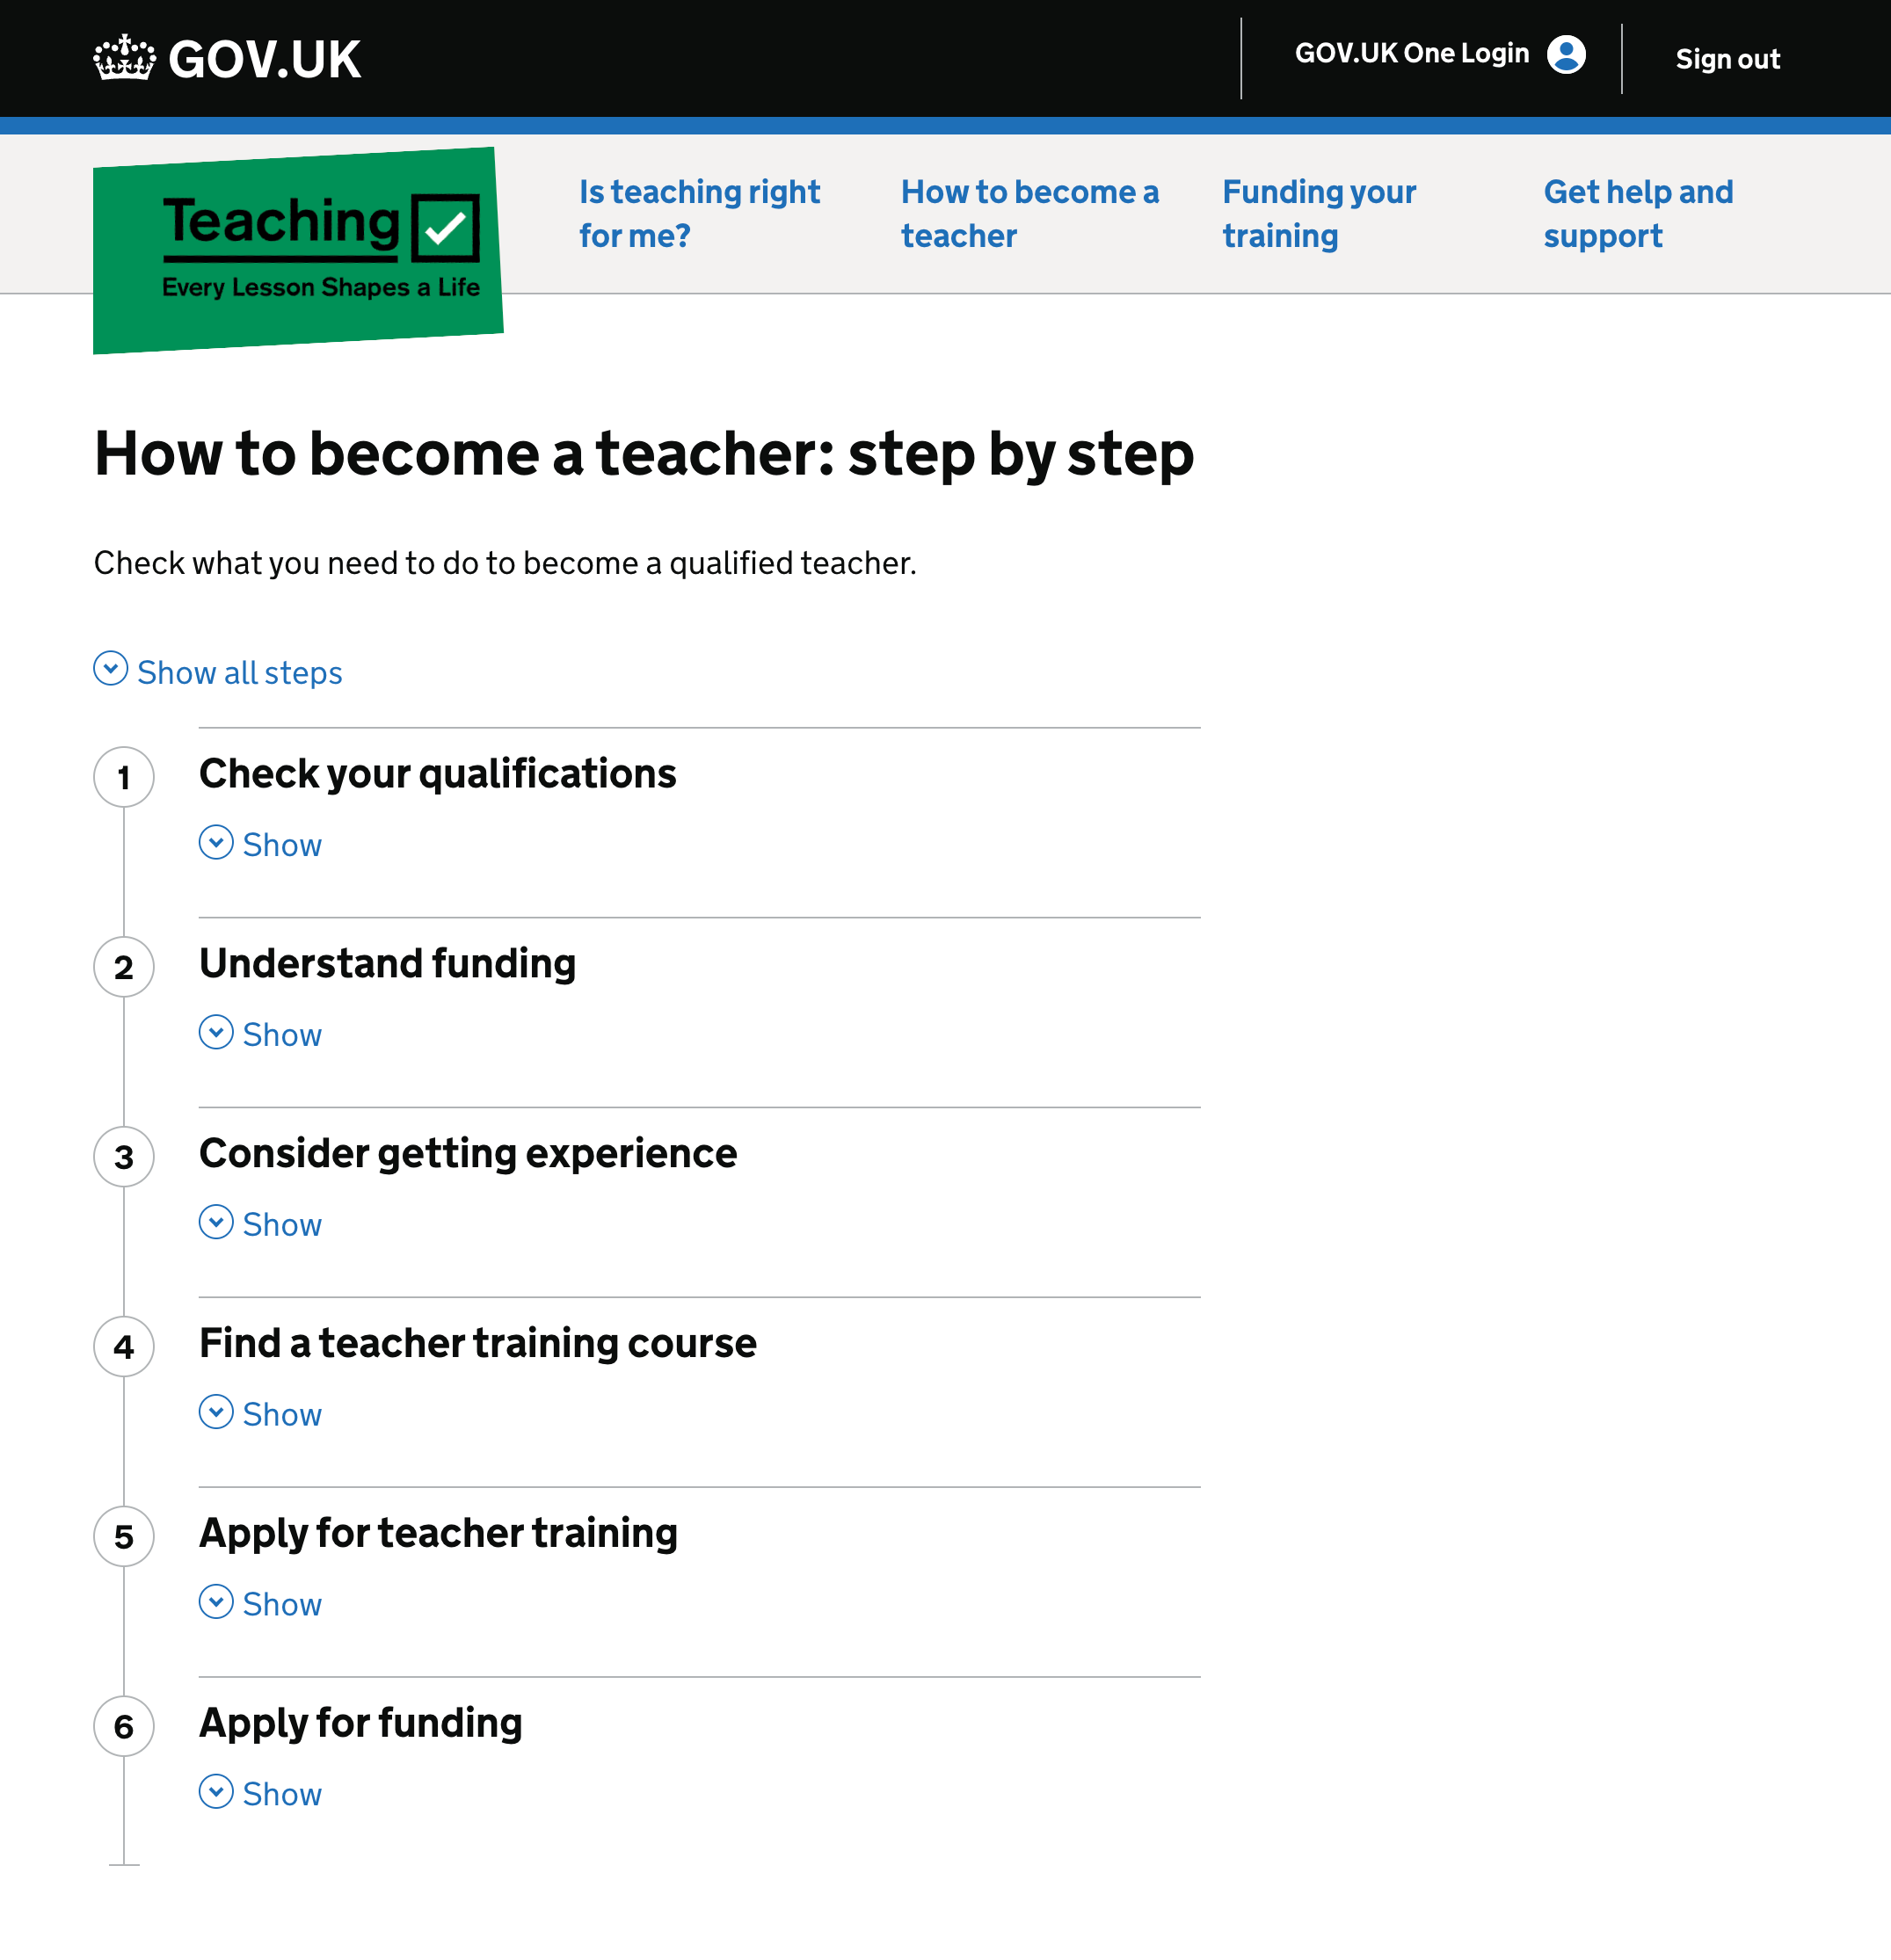 GOV.UK
GOV.UK One Login
Sign out
Teaching
Every Lesson Shapes a Life
Is teaching right
for me?
How to become a
teacher
Funding your
training
Get help and
support
How to become a teacher: step by step
Check what you need to do to become a qualified teacher.
Show all steps
1
Check your qualifications
Show
2
Understand funding
Show
3
Consider getting experience
Show
4
Find a teacher training course
Show
5
Apply for teacher training
Show
6
Apply for funding
Show